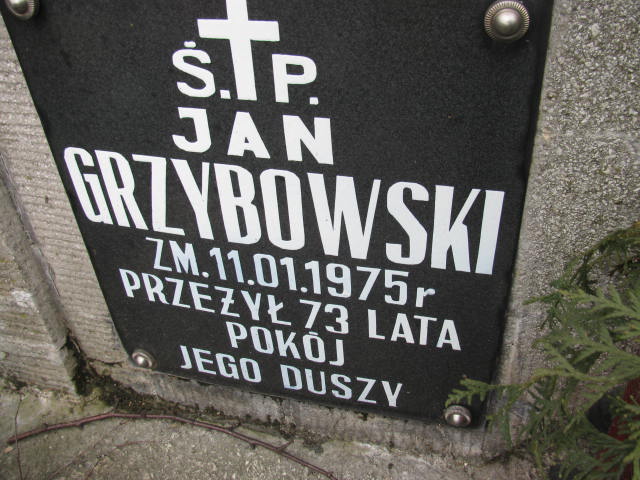 Ś.P.
JAN
GRZYBOWSKI
ZM.11.01.1975r
PRZEŻYŁ 73 LATA
POKÓJ
JEGO DUSZY